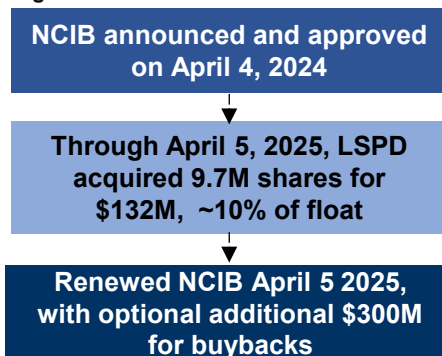 NCIB announced and approved
on April 4, 2024
Through April 5, 2025, LSPD
acquired 9.7M shares for
$132M, ~10% of float
Renewed NCIB April 5 2025,
with optional additional $300M
for buybacks